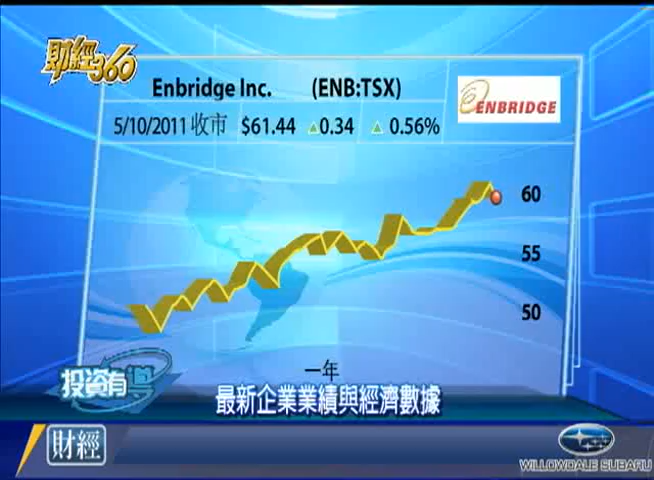 財經360
Enbridge Inc. (ENB:TSX)
ENBRIDGE
5/10/2011 收市 $61.44 ▲0.34 ▲ 0.56%
60
55
50
一年
投資有道
最新企業業績與經濟數據
財經
WILLOWDALE SUBARU